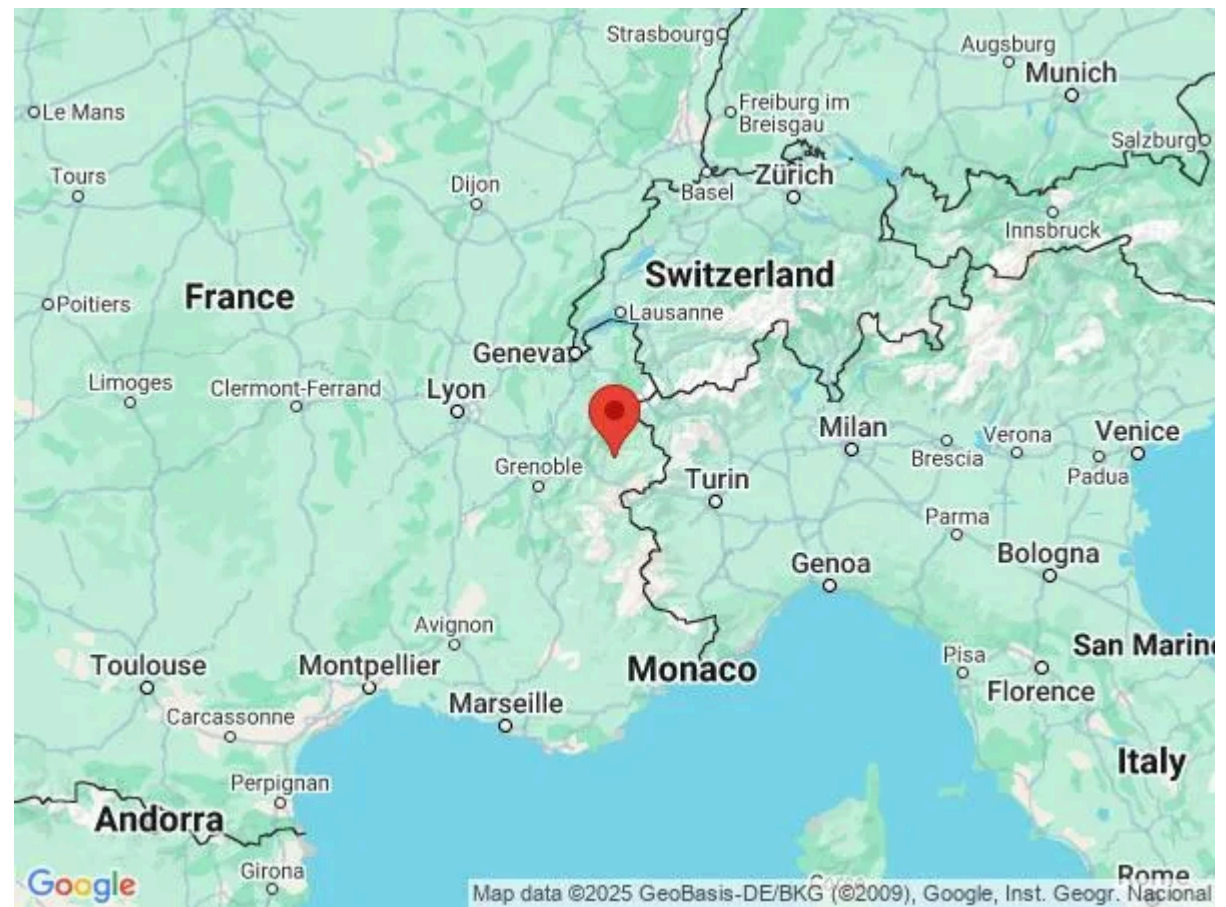 Strasbourg
Augsburg
Munich
Le Mans
Freiburg im
Breisgau
Salzburg
Tours
Dijon
Basel
Zürich
Innsbruck
Switzerland
France
Poitiers
Lausanne
Geneva
Limoges
Clermont-Ferrand
Lyon
Milan
Verona
Venice
Brescia
Padua
Grenoble
Turin
Parma
Bologna
Genoa
Avignon
San Marino
Pisa
Toulouse
Montpellier
Monaco
Florence
Marseille
Carcassonne
Italy
Perpignan
Andorra
Girona
Rome
Google
Map data ©2025 GeoBasis-DE/BKG (©2009), Google, Inst. Geogr. Nacional